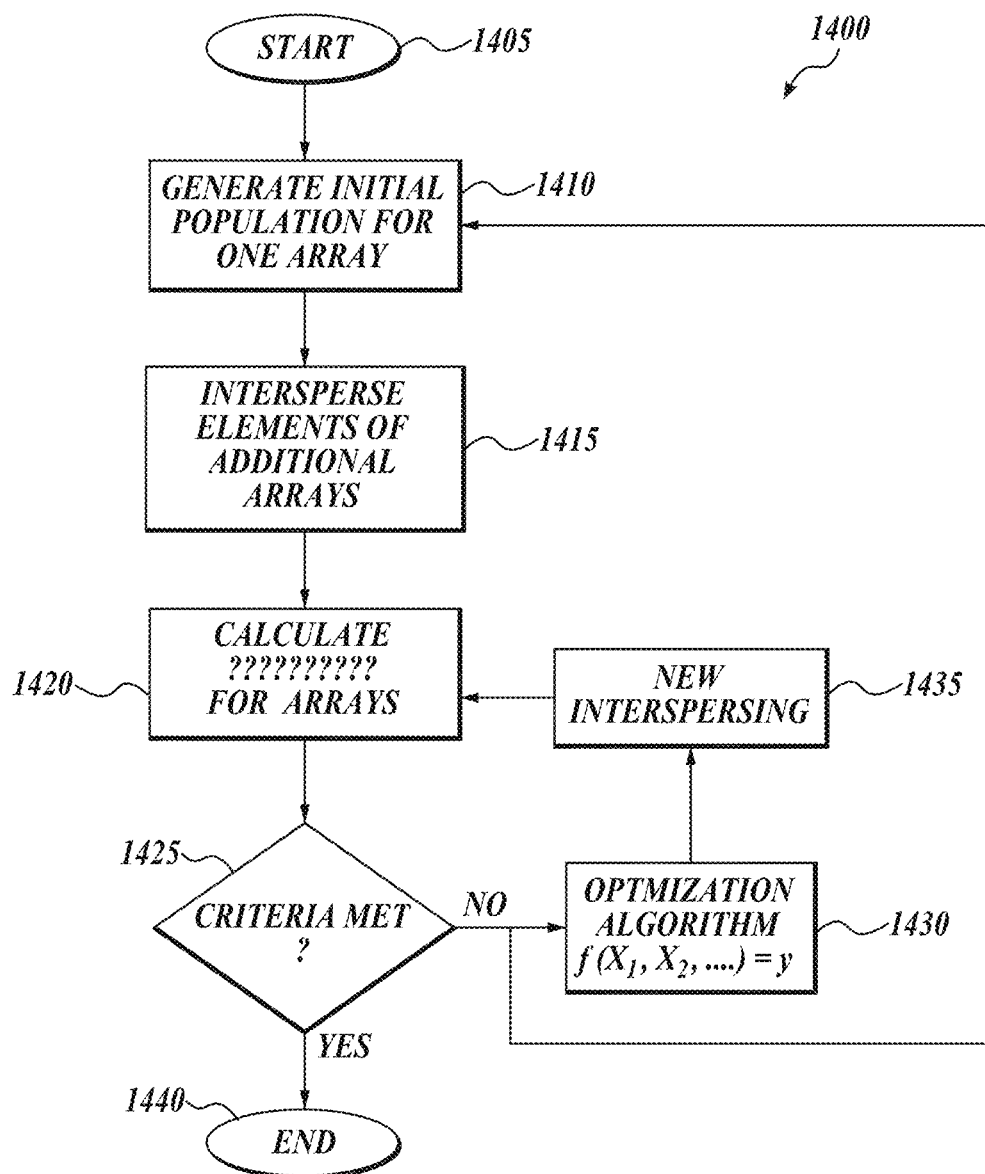 START
1405
1400
GENERATE INITIAL
POPULATION FOR
ONE ARRAY
1410
INTERSPERSE
ELEMENTS OF
ADDITIONAL
ARRAYS
1415
CALCULATE
??????????
FOR ARRAYS
1420
NEW
INTERSPERSING
1435
1425
CRITERIA MET
?
NO
OPTMIZATION
ALGORITHM
f (X₁, X₂, ....) = y
1430
YES
1440
END